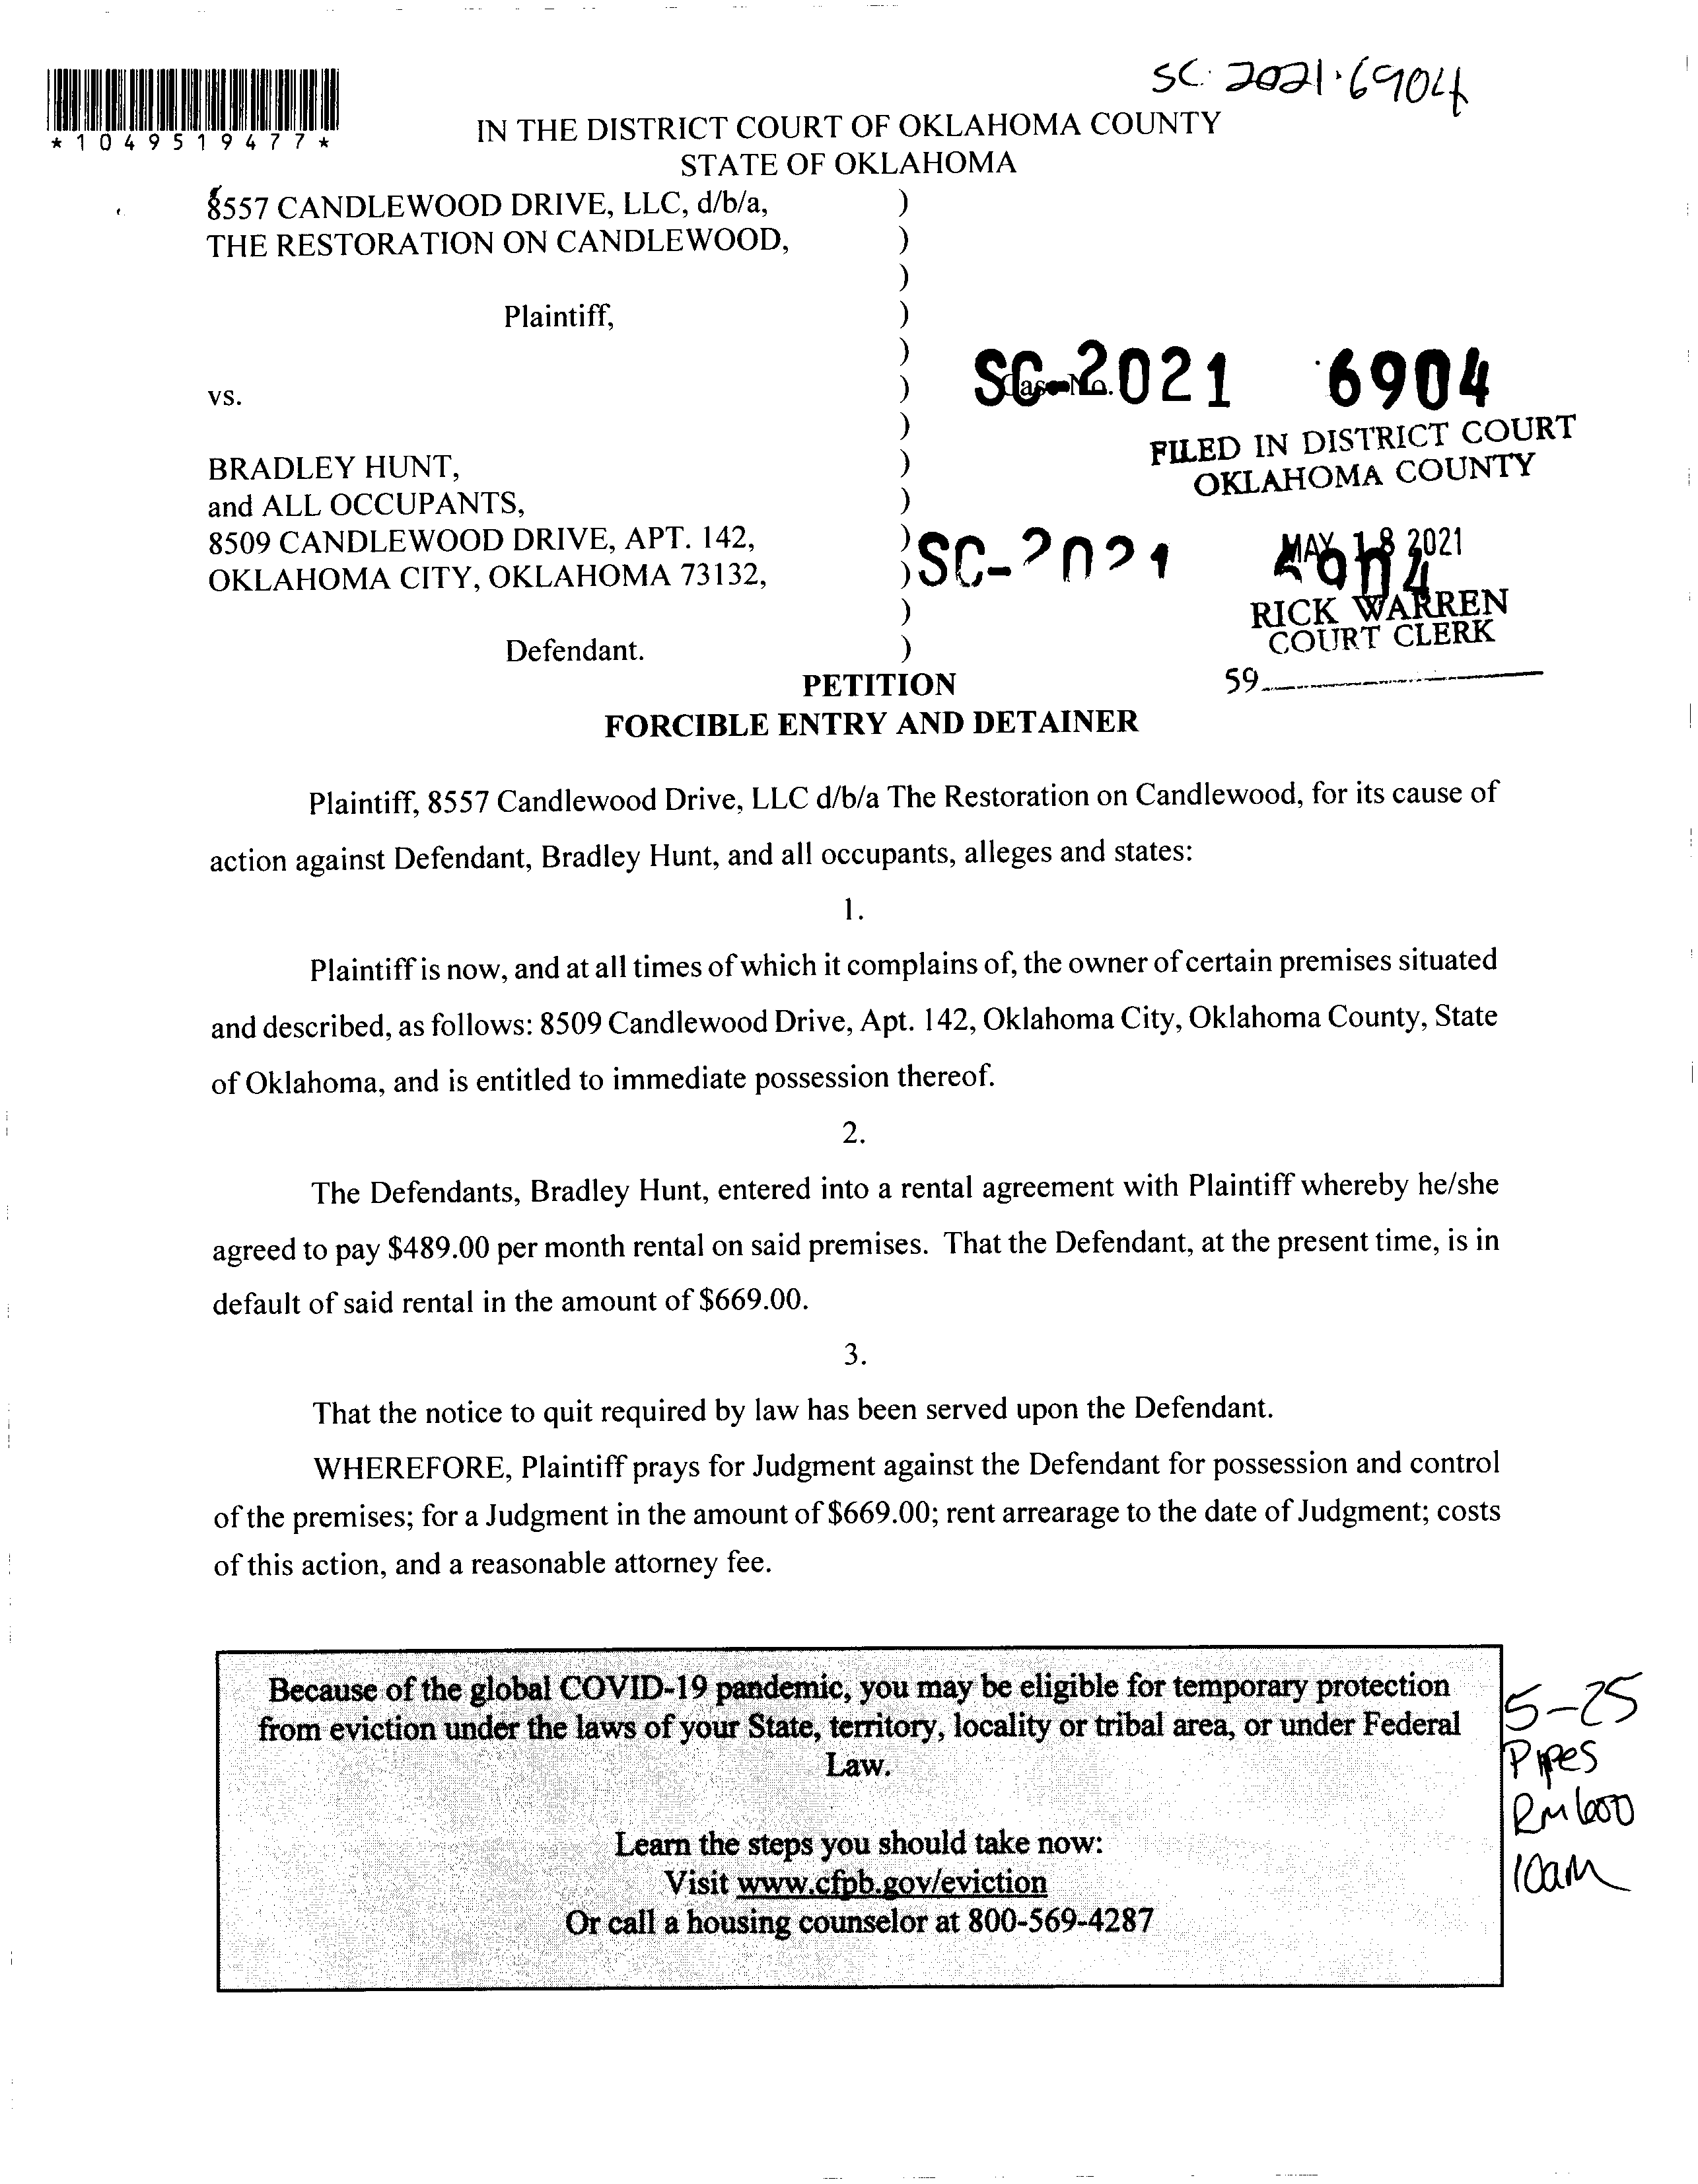 SC 2021·6904
*1049519477*
IN THE DISTRICT COURT OF OKLAHOMA COUNTY
STATE OF OKLAHOMA
8557 CANDLEWOOD DRIVE, LLC, d/b/a, )
THE RESTORATION ON CANDLEWOOD, )
)
Plaintiff, )
)
vs. ) Case No. SC-2021 6904
)
FILED IN DISTRICT COURT
BRADLEY HUNT, )
OKLAHOMA COUNTY
and ALL OCCUPANTS, )
8509 CANDLEWOOD DRIVE, APT. 142, ) SC-2021 6904
MAY 18 2021
OKLAHOMA CITY, OKLAHOMA 73132, )
) RICK WARREN
COURT CLERK
Defendant. )
59
PETITION
FORCIBLE ENTRY AND DETAINER
Plaintiff, 8557 Candlewood Drive, LLC d/b/a The Restoration on Candlewood, for its cause of
action against Defendant, Bradley Hunt, and all occupants, alleges and states:
1.
Plaintiff is now, and at all times of which it complains of, the owner of certain premises situated
and described, as follows: 8509 Candlewood Drive, Apt. 142, Oklahoma City, Oklahoma County, State
of Oklahoma, and is entitled to immediate possession thereof.
2.
The Defendants, Bradley Hunt, entered into a rental agreement with Plaintiff whereby he/she
agreed to pay $489.00 per month rental on said premises. That the Defendant, at the present time, is in
default of said rental in the amount of $669.00.
3.
That the notice to quit required by law has been served upon the Defendant.
WHEREFORE, Plaintiff prays for Judgment against the Defendant for possession and control
of the premises; for a Judgment in the amount of $669.00; rent arrearage to the date of Judgment; costs
of this action, and a reasonable attorney fee.
Because of the global COVID-19 pandemic, you may be eligible for temporary protection
from eviction under the laws of your State, territory, locality or tribal area, or under Federal
Law.
Learn the steps you should take now:
Visit www.cfpb.gov/eviction
Or call a housing counselor at 800-569-4287
5-25
Pipes
Rm 600
10am